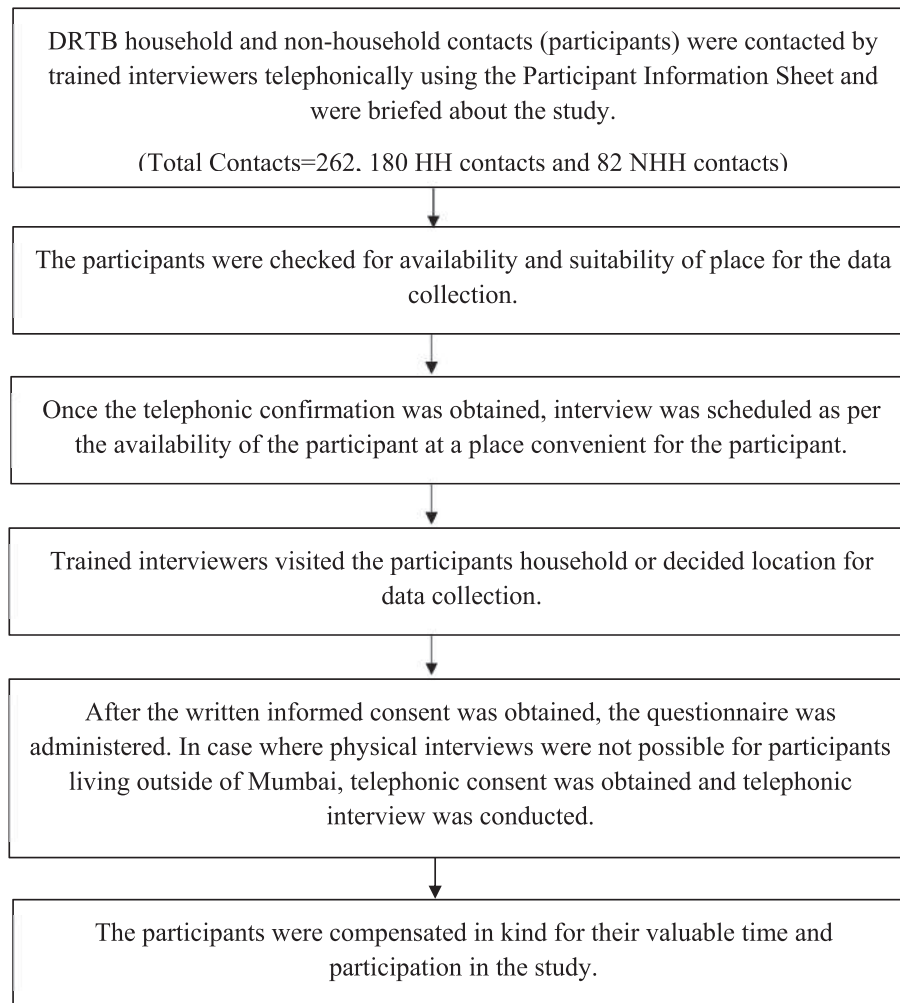 DRTB household and non-household contacts (participants) were contacted by
trained interviewers telephonically using the Participant Information Sheet and
were briefed about the study.
(Total Contacts=262, 180 HH contacts and 82 NHH contacts)
The participants were checked for availability and suitability of place for the data
collection.
Once the telephonic confirmation was obtained, interview was scheduled as per
the availability of the participant at a place convenient for the participant.
Trained interviewers visited the participants household or decided location for
data collection.
After the written informed consent was obtained, the questionnaire was
administered. In case where physical interviews were not possible for participants
living outside of Mumbai, telephonic consent was obtained and telephonic
interview was conducted.
The participants were compensated in kind for their valuable time and
participation in the study.